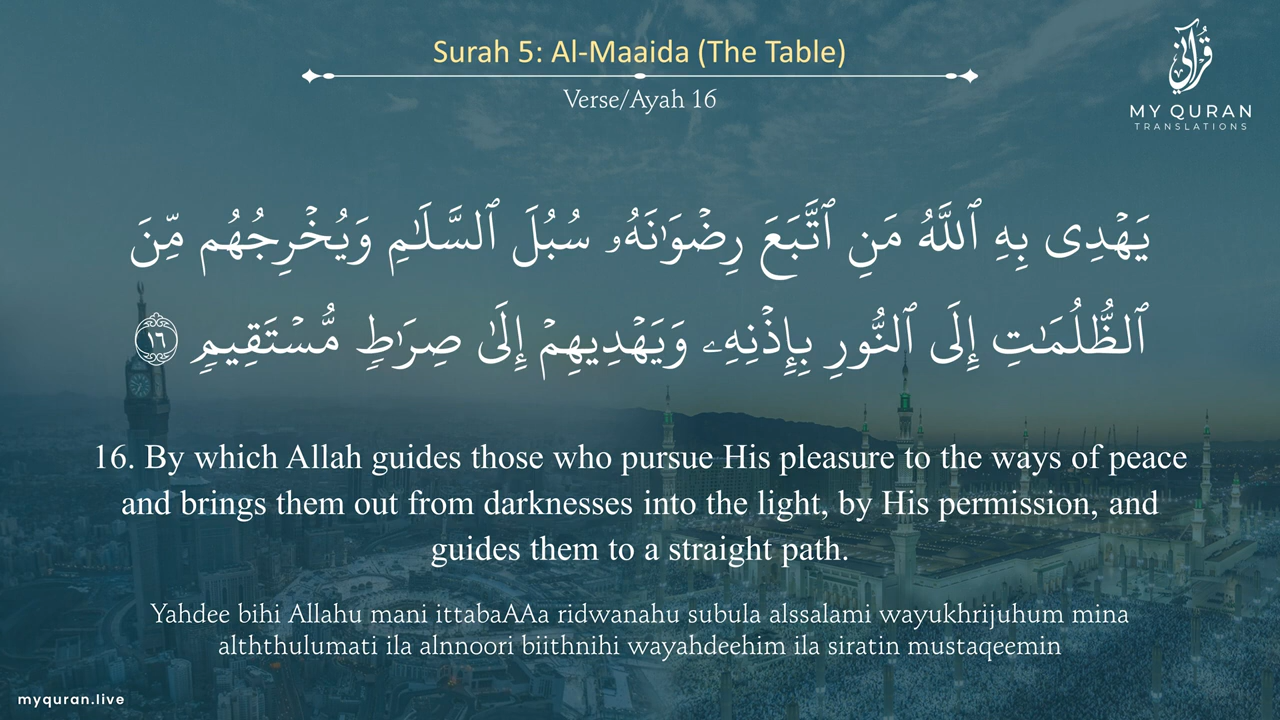 Surah 5: Al-Maaida (The Table)
Verse/Ayah 16
قرآني
MY QURAN
TRANSLATIONS
يَهْدِى بِهِ ٱللَّهُ مَنِ ٱتَّبَعَ رِضْوَٰنَهُۥ سُبُلَ ٱلسَّلَٰمِ وَيُخْرِجُهُم مِّنَ
ٱلظُّلُمَٰتِ إِلَى ٱلنُّورِ بِإِذْنِهِۦ وَيَهْدِيهِمْ إِلَىٰ صِرَٰطٍ مُّسْتَقِيمٍ ١٦
16. By which Allah guides those who pursue His pleasure to the ways of peace
and brings them out from darknesses into the light, by His permission, and
guides them to a straight path.
Yahdee bihi Allahu mani ittabaAAa ridwanahu subula alssalami wayukhrijuhum mina
alththulumati ila alnnoori biithnihi wayahdeehim ila siratin mustaqeemin
myquran.live